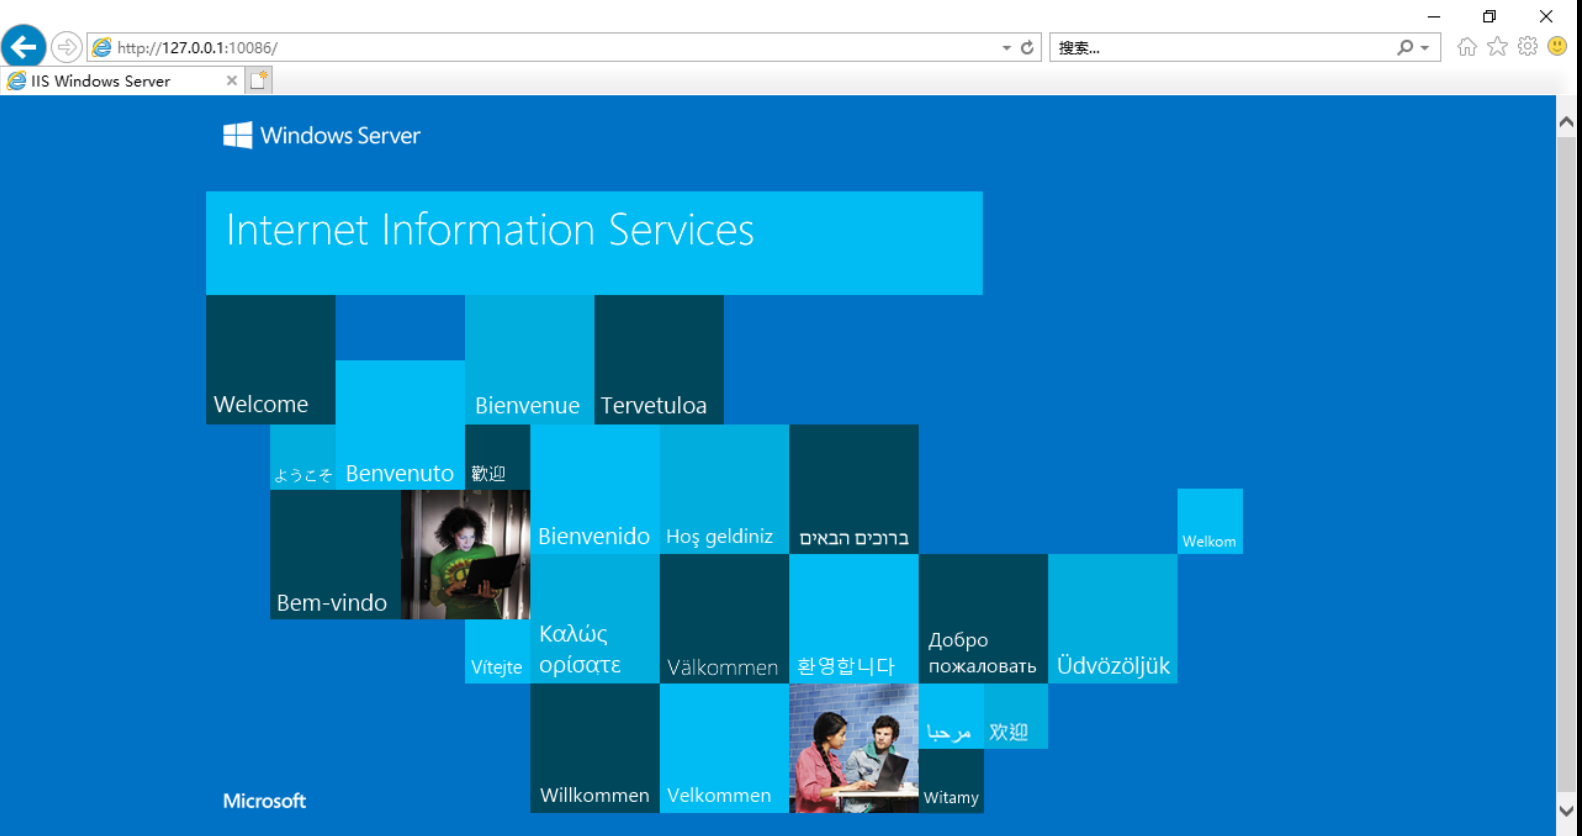 http://127.0.0.1:10086/
搜索...
IIS Windows Server
Windows Server
Internet Information Services
Welcome
Bienvenue
Tervetuloa
ようこそ
Benvenuto
歡迎
Bienvenido
Hoş geldiniz
ברוכים הבאים
Welkom
Bem-vindo
Vítejte
Καλώς
ορίσατε
Välkommen
환영합니다
Добро
пожаловать
Üdvözöljük
مرحبا
欢迎
Microsoft
Willkommen
Velkommen
Witamy